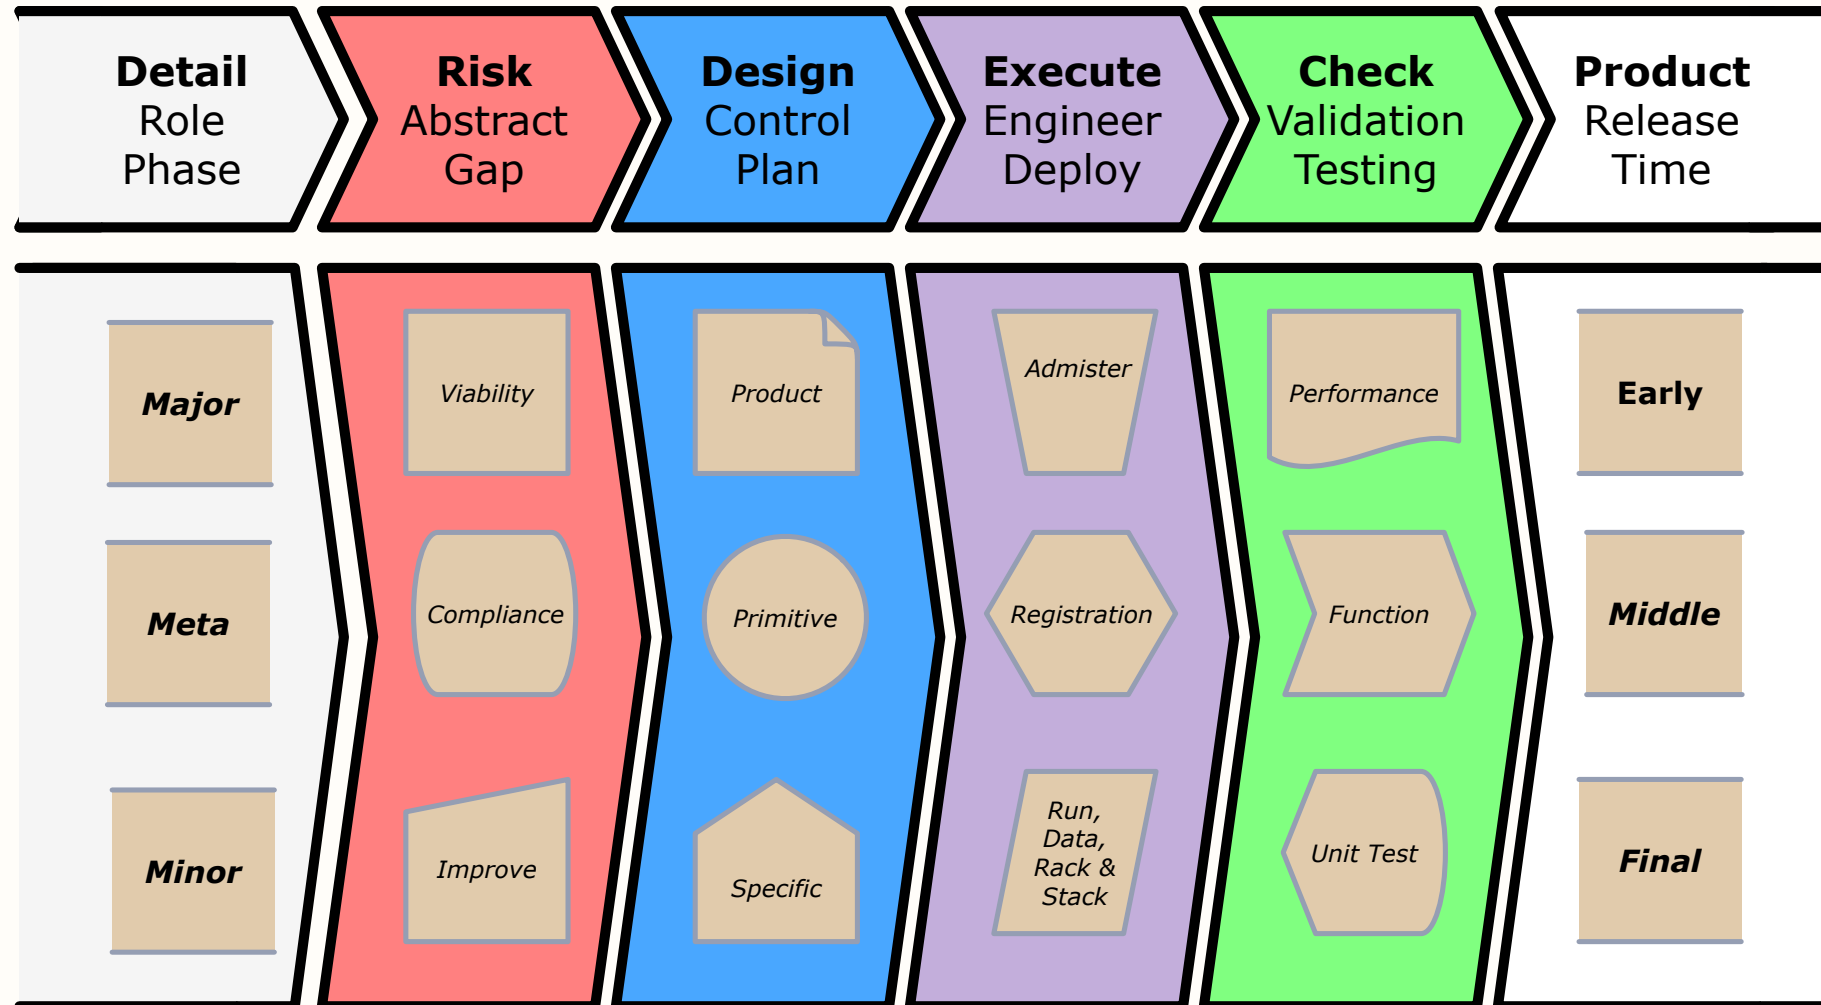 Detail
Role
Phase
Risk
Abstract
Gap
Design
Control
Plan
Execute
Engineer
Deploy
Check
Validation
Testing
Product
Release
Time
Major
Viability
Product
Admister
Performance
Early
Meta
Compliance
Primitive
Registration
Function
Middle
Minor
Improve
Specific
Run,
Data,
Rack &
Stack
Unit Test
Final